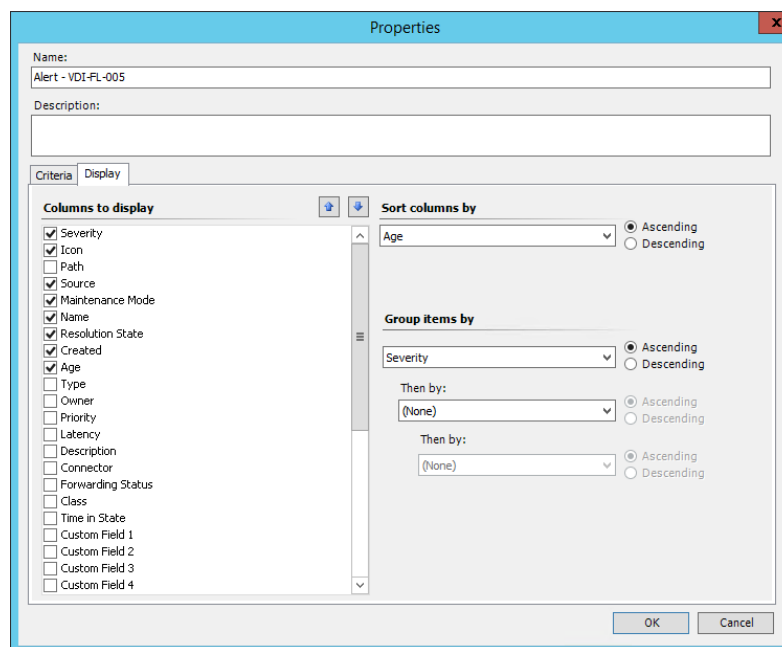 Properties
x
Name:
Alert - VDI-FL-005
Description:
Criteria
Display
Columns to display
Severity
Icon
Path
Source
Maintenance Mode
Name
Resolution State
Created
Age
Type
Owner
Priority
Latency
Description
Connector
Forwarding Status
Class
Time in State
Custom Field 1
Custom Field 2
Custom Field 3
Custom Field 4
Sort columns by
Age
Ascending
Descending
Group items by
Severity
Ascending
Descending
Then by:
(None)
Ascending
Descending
Then by:
(None)
Ascending
Descending
OK
Cancel